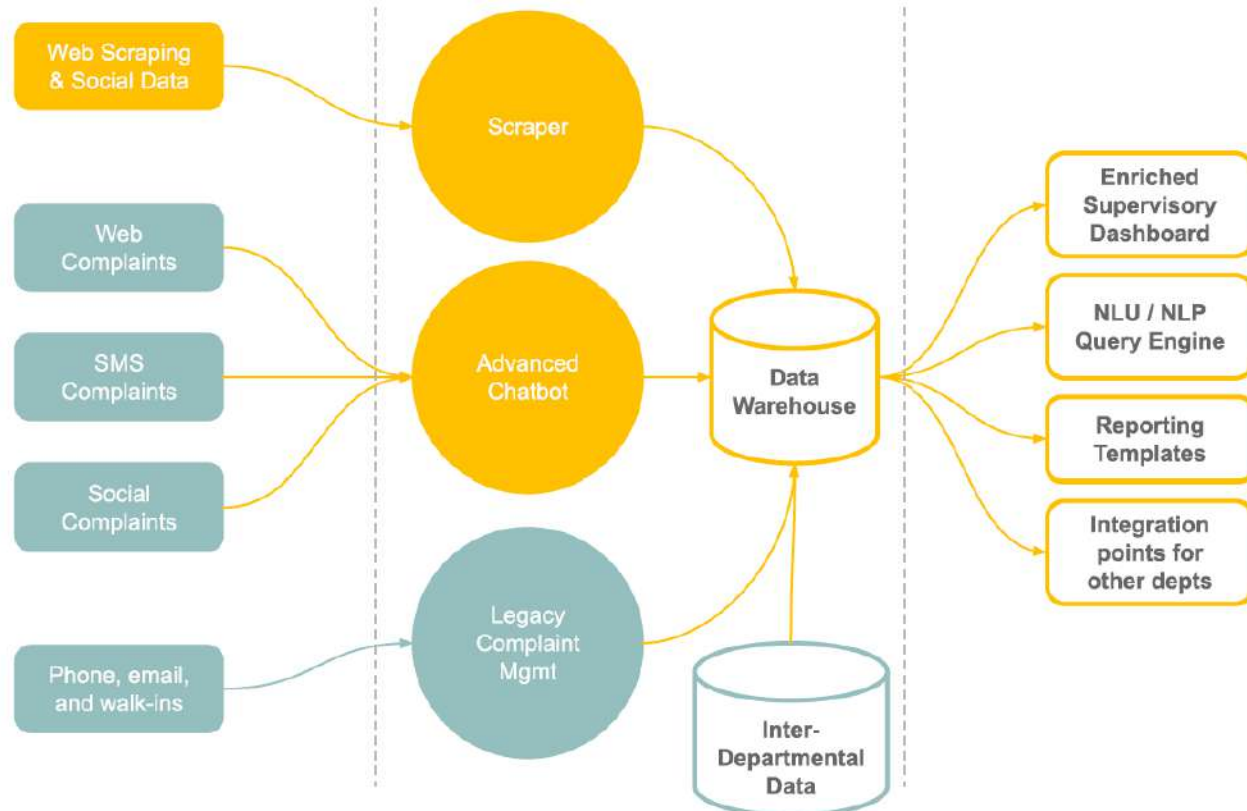 Web Scraping
& Social Data
Scraper
Web
Complaints
SMS
Complaints
Social
Complaints
Advanced
Chatbot
Phone, email,
and walk-ins
Legacy
Complaint
Mgmt
Data
Warehouse
Inter-
Departmental
Data
Enriched
Supervisory
Dashboard
NLU / NLP
Query Engine
Reporting
Templates
Integration
points for
other depts